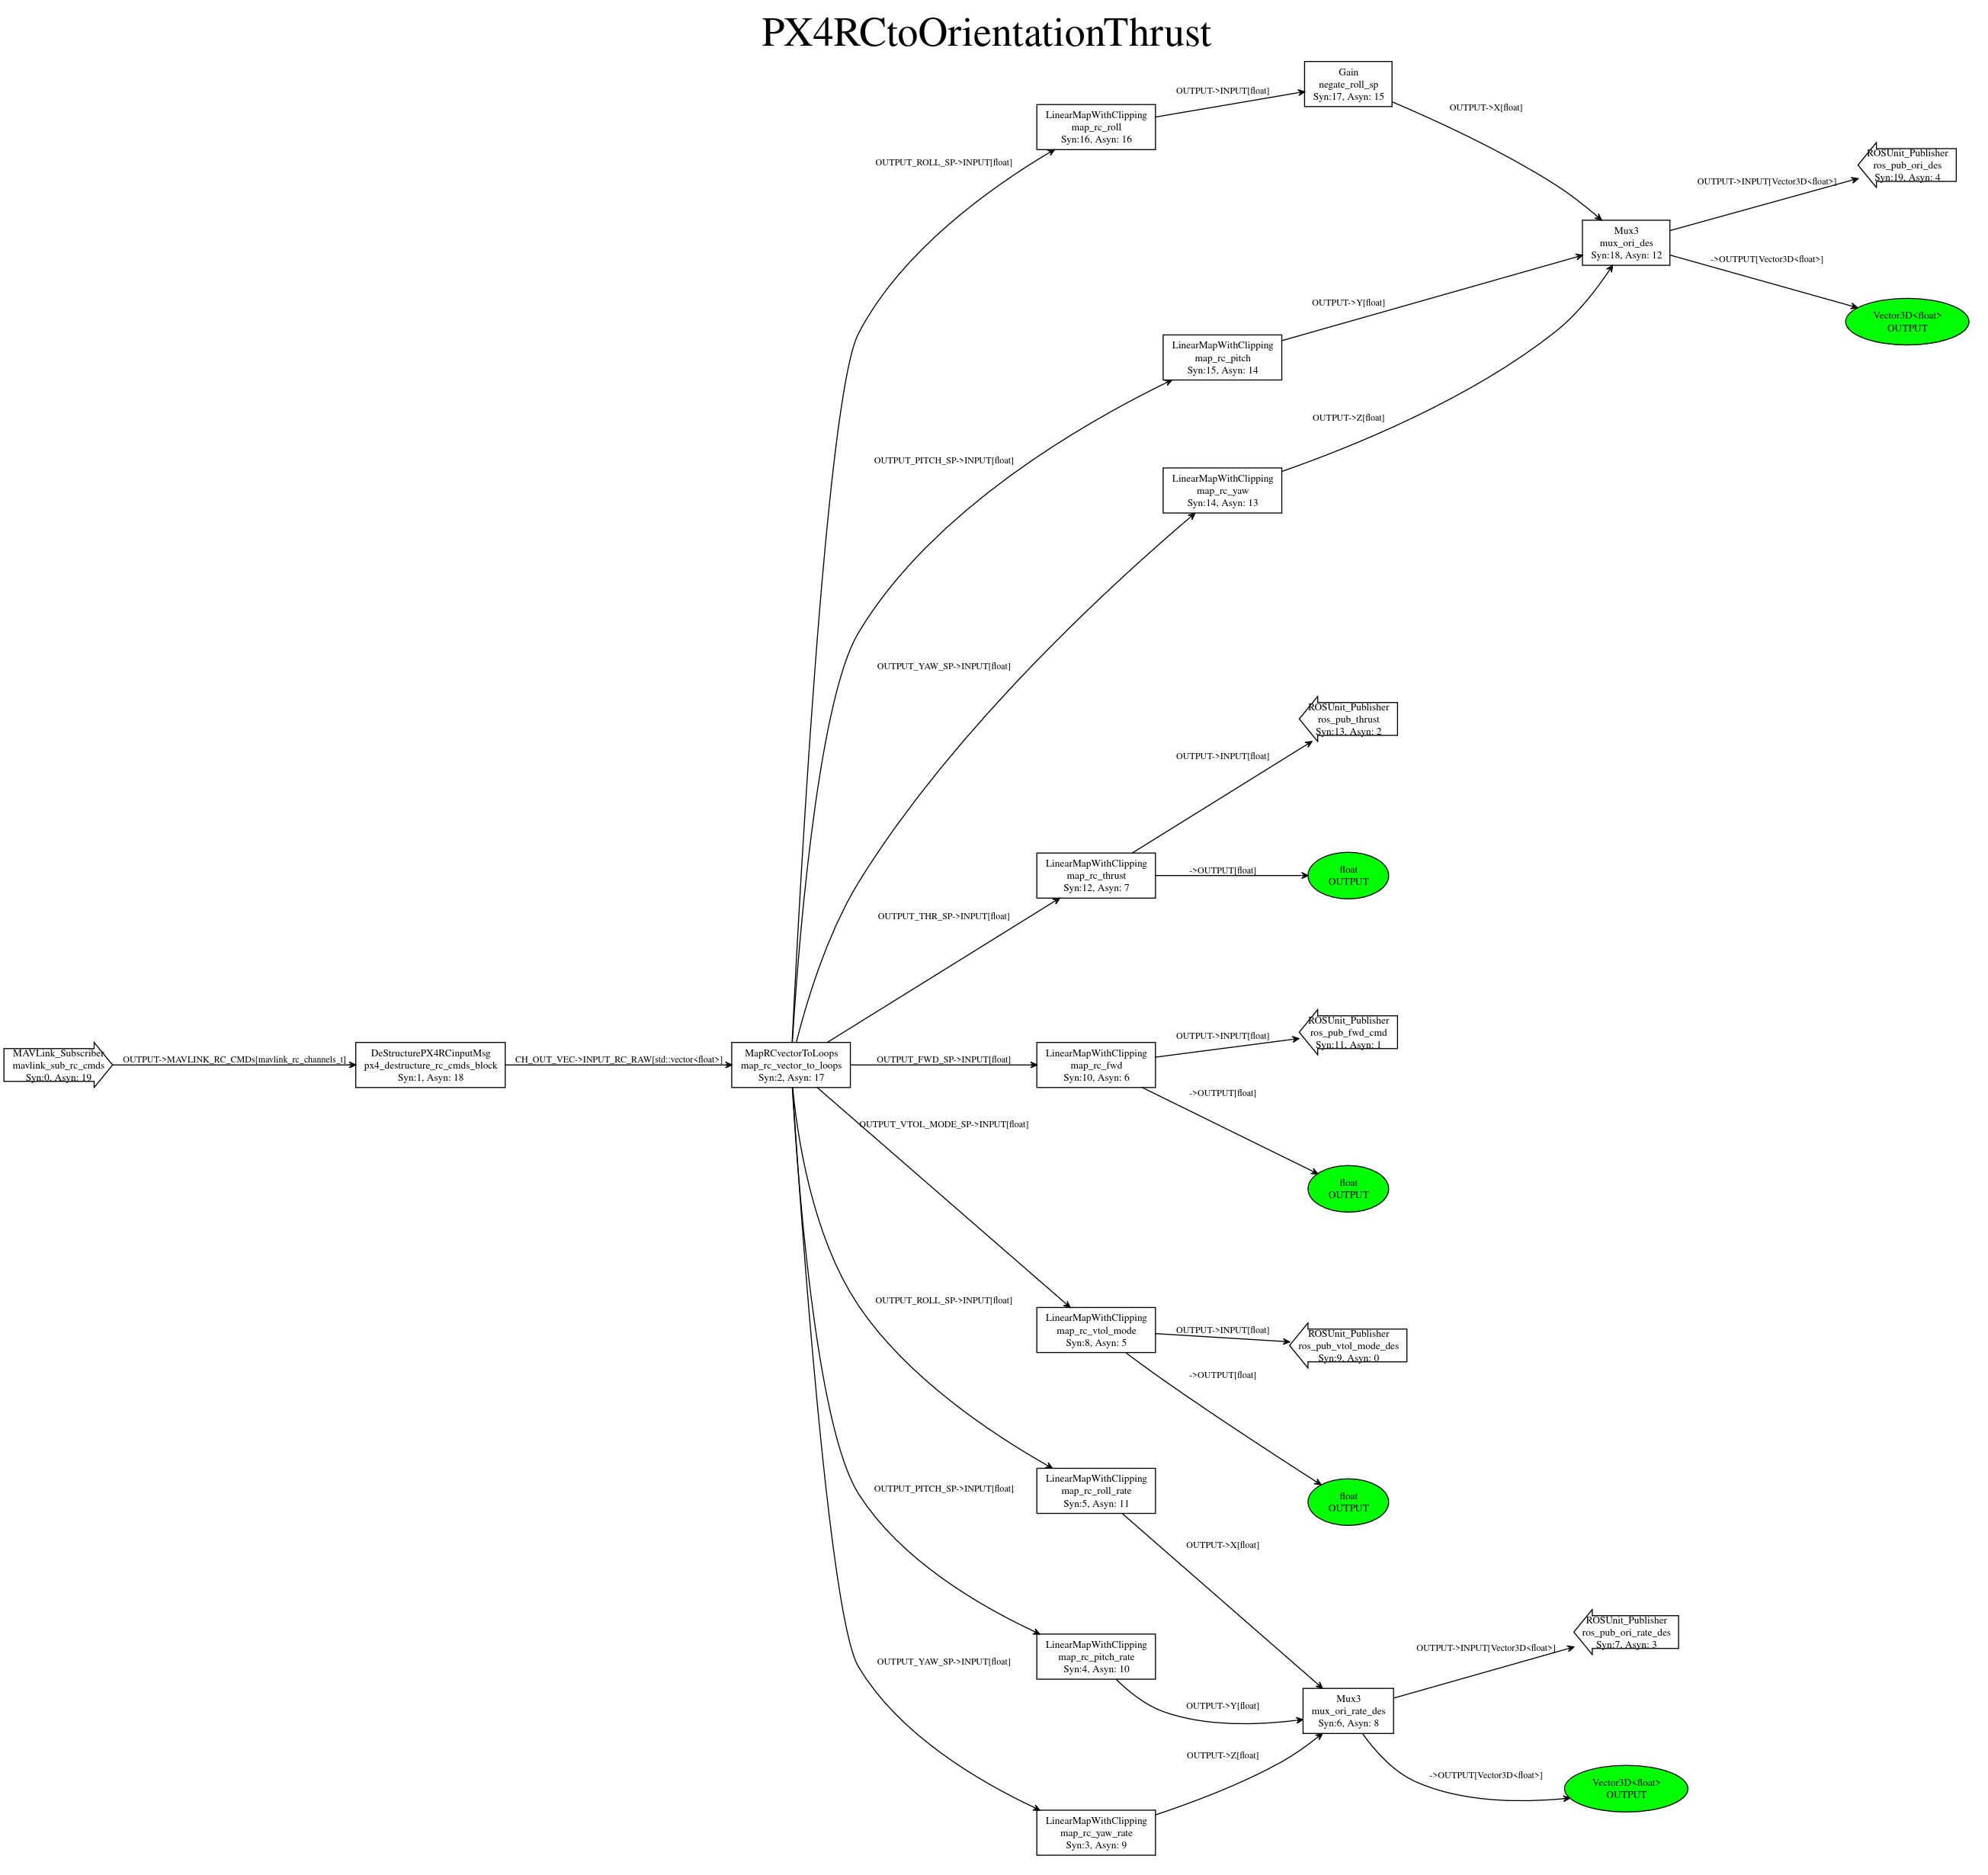 PX4RCtoOrientationThrust
Gain
negate_roll_sp
Syn:17, Asyn: 15
OUTPUT->INPUT[float]
OUTPUT->X[float]
LinearMapWithClipping
map_rc_roll
Syn:16, Asyn: 16
OUTPUT_ROLL_SP->INPUT[float]
ROSUnit_Publisher
ros_pub_ori_des
Syn:19, Asyn: 4
OUTPUT->INPUT[Vector3D<float>]
Mux3
mux_ori_des
Syn:18, Asyn: 12
->OUTPUT[Vector3D<float>]
Vector3D<float>
OUTPUT
OUTPUT->Y[float]
LinearMapWithClipping
map_rc_pitch
Syn:15, Asyn: 14
OUTPUT->Z[float]
OUTPUT_PITCH_SP->INPUT[float]
LinearMapWithClipping
map_rc_yaw
Syn:14, Asyn: 13
OUTPUT_YAW_SP->INPUT[float]
ROSUnit_Publisher
ros_pub_thrust
Syn:13, Asyn: 2
OUTPUT->INPUT[float]
LinearMapWithClipping
map_rc_thrust
Syn:12, Asyn: 7
->OUTPUT[float]
float
OUTPUT
OUTPUT_THR_SP->INPUT[float]
ROSUnit_Publisher
ros_pub_fwd_cmd
Syn:11, Asyn: 1
OUTPUT->INPUT[float]
MAVLink_Subscriber
mavlink_sub_rc_cmds
Syn:0, Asyn: 19
OUTPUT->MAVLINK_RC_CMDs[mavlink_rc_channels_t]
DeStructurePX4RCinputMsg
px4_destructure_rc_cmds_block
Syn:1, Asyn: 18
CH_OUT_VEC->INPUT_RC_RAW[std::vector<float>]
MapRCvectorToLoops
map_rc_vector_to_loops
Syn:2, Asyn: 17
OUTPUT_FWD_SP->INPUT[float]
LinearMapWithClipping
map_rc_fwd
Syn:10, Asyn: 6
->OUTPUT[float]
OUTPUT_VTOL_MODE_SP->INPUT[float]
float
OUTPUT
OUTPUT_ROLL_SP->INPUT[float]
LinearMapWithClipping
map_rc_vtol_mode
Syn:8, Asyn: 5
OUTPUT->INPUT[float]
ROSUnit_Publisher
ros_pub_vtol_mode_des
Syn:9, Asyn: 0
->OUTPUT[float]
float
OUTPUT
LinearMapWithClipping
map_rc_roll_rate
Syn:5, Asyn: 11
OUTPUT_PITCH_SP->INPUT[float]
OUTPUT->X[float]
ROSUnit_Publisher
ros_pub_ori_rate_des
Syn:7, Asyn: 3
OUTPUT->INPUT[Vector3D<float>]
LinearMapWithClipping
map_rc_pitch_rate
Syn:4, Asyn: 10
OUTPUT_YAW_SP->INPUT[float]
OUTPUT->Y[float]
Mux3
mux_ori_rate_des
Syn:6, Asyn: 8
OUTPUT->Z[float]
->OUTPUT[Vector3D<float>]
Vector3D<float>
OUTPUT
LinearMapWithClipping
map_rc_yaw_rate
Syn:3, Asyn: 9